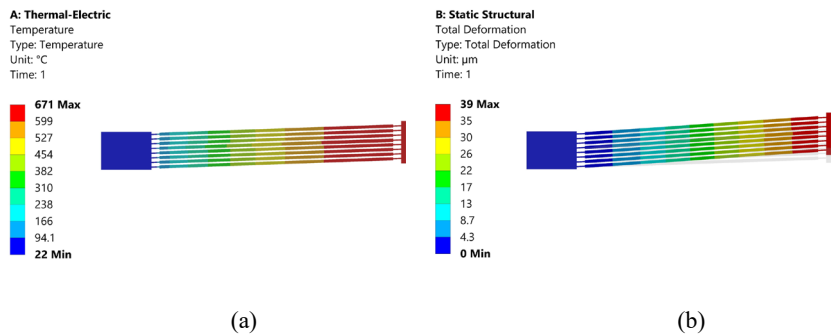 A: Thermal-Electric
Temperature
Type: Temperature
Unit: °C
Time: 1
671 Max
599
527
454
382
310
238
166
94.1
22 Min
(a)
B: Static Structural
Total Deformation
Type: Total Deformation
Unit: μm
Time: 1
39 Max
35
30
26
22
17
13
8.7
4.3
0 Min
(b)